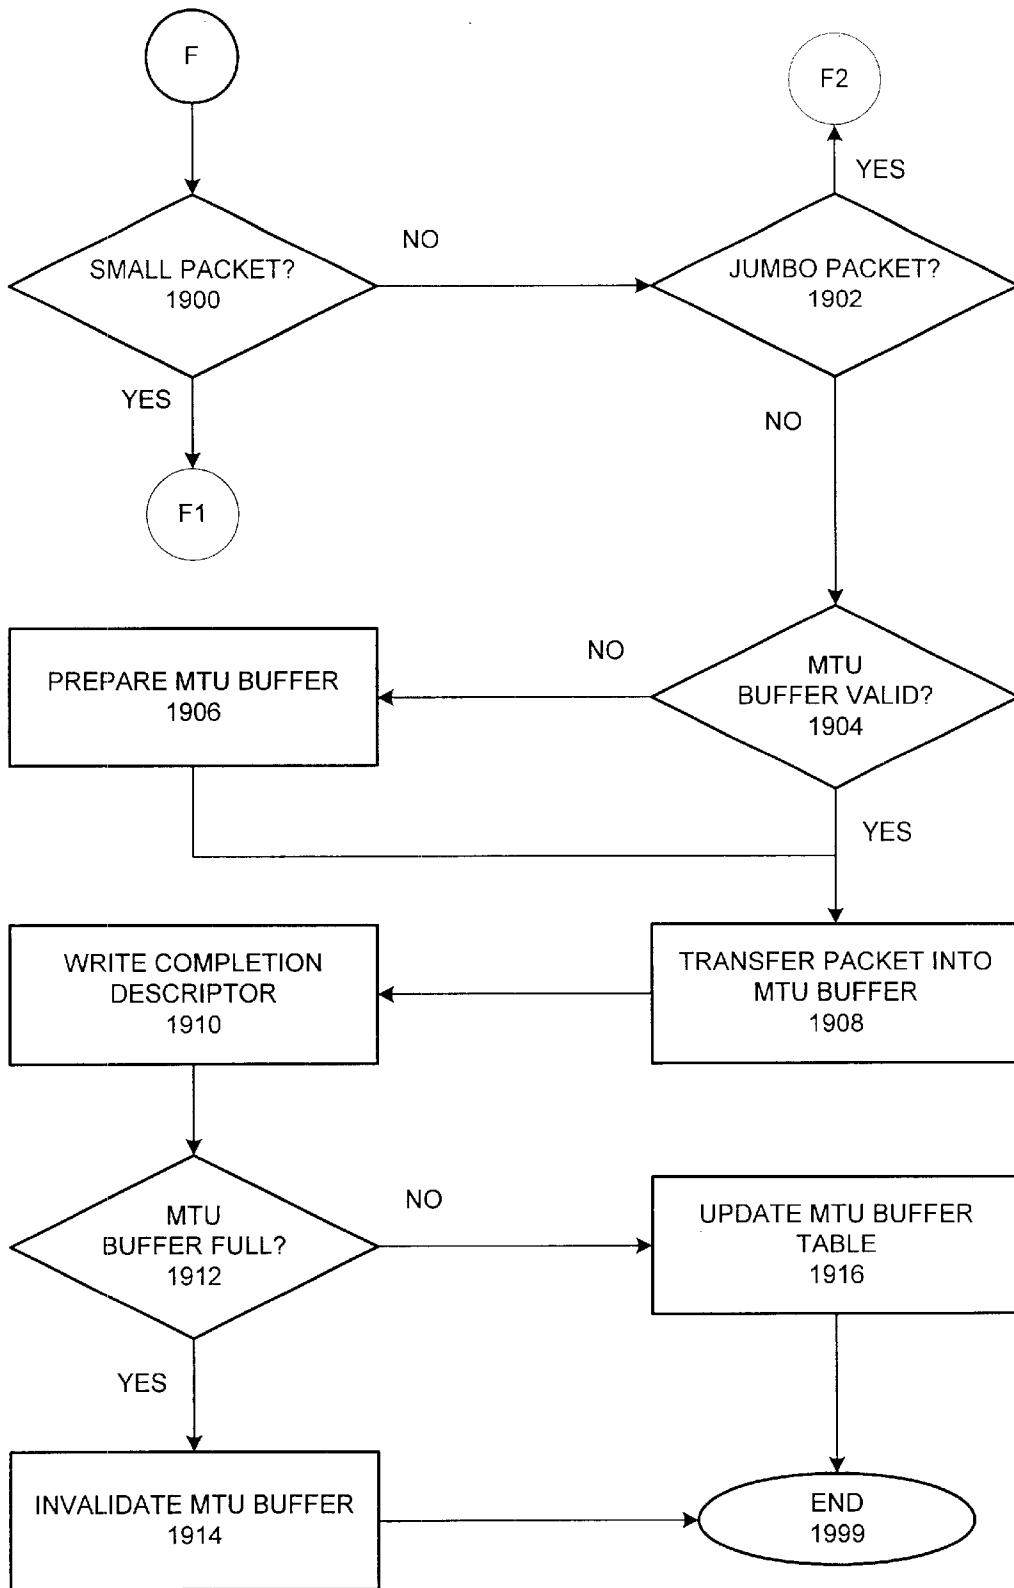 F
F2
YES
SMALL PACKET?
1900
NO
JUMBO PACKET?
1902
YES
NO
F1
PREPARE MTU BUFFER
1906
NO
MTU
BUFFER VALID?
1904
YES
WRITE COMPLETION
DESCRIPTOR
1910
TRANSFER PACKET INTO
MTU BUFFER
1908
MTU
BUFFER FULL?
1912
NO
UPDATE MTU BUFFER
TABLE
1916
YES
INVALIDATE MTU BUFFER
1914
END
1999